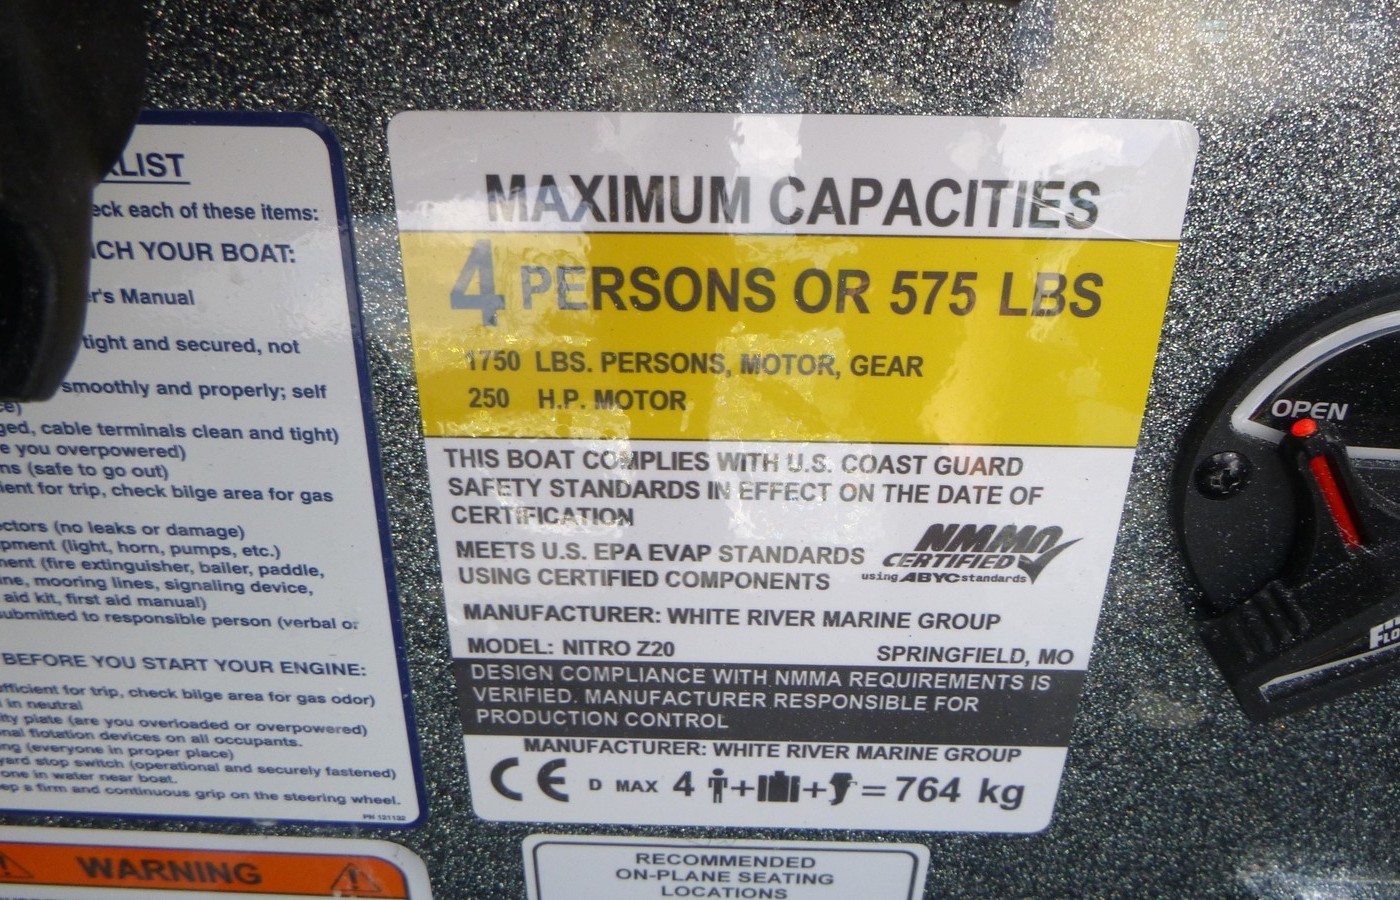 LIST
eck each of these items:
CH YOUR BOAT:
r's Manual
tight and secured, not
smoothly and properly; self
ce)
ged, cable terminals clean and tight)
e you overpowered)
ns (safe to go out)
ient for trip, check bilge area for gas
ectors (no leaks or damage)
pment (light, horn, pumps, etc.)
ment (fire extinguisher, bailer, paddle,
ine, mooring lines, signaling device,
aid kit, first aid manual)
submitted to responsible person (verbal or
BEFORE YOU START YOUR ENGINE:
fficient for trip, check bilge area for gas odor)
in neutral
ity plate (are you overloaded or overpowered)
nal flotation devices on all occupants.
ng (everyone in proper place)
yard stop switch (operational and securely fastened)
one in water near boat.
ep a firm and continuous grip on the steering wheel.
PN 121132
WARNING
MAXIMUM CAPACITIES
4 PERSONS OR 575 LBS
1750 LBS. PERSONS, MOTOR, GEAR
250 H.P. MOTOR
THIS BOAT COMPLIES WITH U.S. COAST GUARD
SAFETY STANDARDS IN EFFECT ON THE DATE OF
CERTIFICATION
MEETS U.S. EPA EVAP STANDARDS
USING CERTIFIED COMPONENTS
NMMA
CERTIFIED
using ABYC standards
MANUFACTURER: WHITE RIVER MARINE GROUP
MODEL: NITRO Z20 SPRINGFIELD, MO
DESIGN COMPLIANCE WITH NMMA REQUIREMENTS IS
VERIFIED. MANUFACTURER RESPONSIBLE FOR
PRODUCTION CONTROL
MANUFACTURER: WHITE RIVER MARINE GROUP
CE D MAX 4 + + = 764 kg
RECOMMENDED
ON-PLANE SEATING
LOCATIONS
OPEN